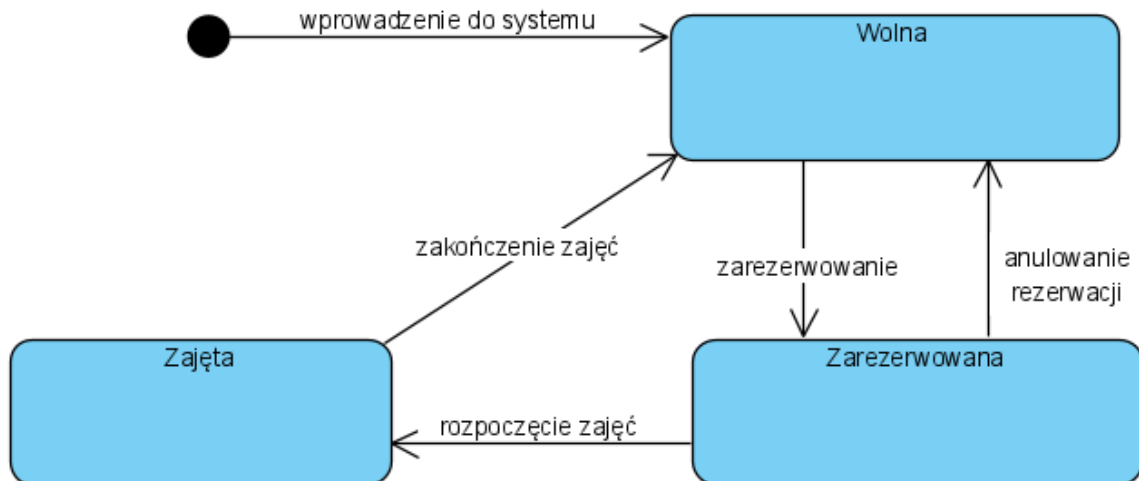 wprowadzenie do systemu
Wolna
zakończenie zajęć
zarezerwowanie
anulowanie
rezerwacji
Zajęta
Zarezerwowana
rozpoczęcie zajęć